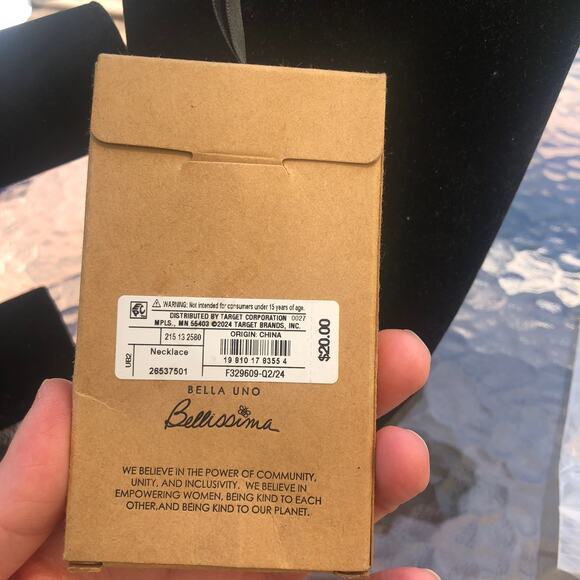 WARNING: Not intended for consumers under 15 years of age.
DISTRIBUTED BY TARGET CORPORATION 0027
MPLS., MN 55403 ©2024 TARGET BRANDS, INC.
215 13 2580
ORIGIN: CHINA
UB2
Necklace
19 810 17 8355 4
26537501
F329609-Q2/24
$20.00
BELLA UNO
Bellissima
WE BELIEVE IN THE POWER OF COMMUNITY,
UNITY, AND INCLUSIVITY. WE BELIEVE IN
EMPOWERING WOMEN, BEING KIND TO EACH
OTHER,AND BEING KIND TO OUR PLANET.